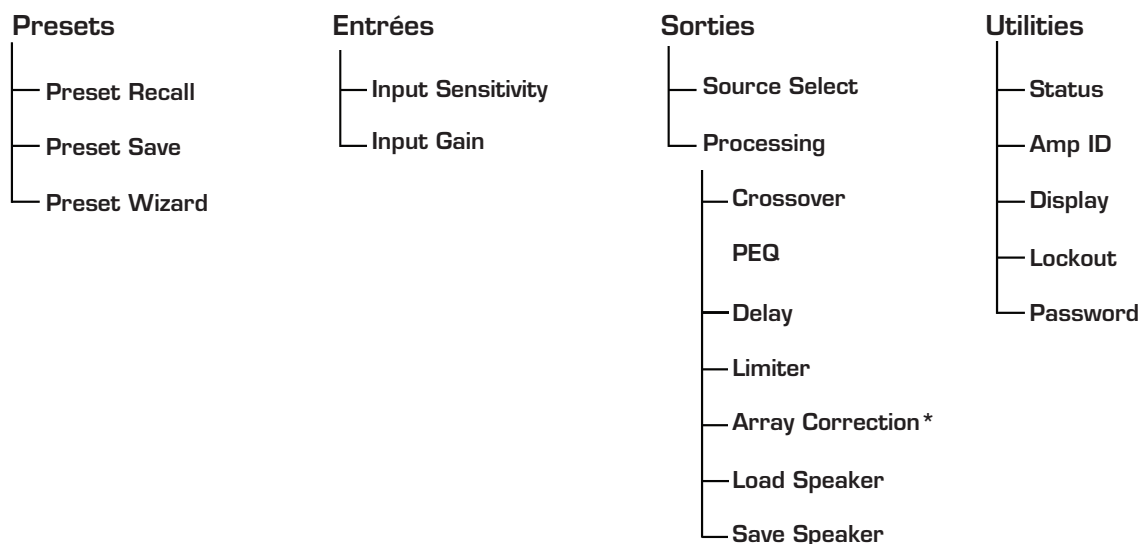 Presets
Preset Recall
Preset Save
Preset Wizard
Entrées
Input Sensitivity
Input Gain
Sorties
Source Select
Processing
Crossover
PEQ
Delay
Limiter
Array Correction*
Load Speaker
Save Speaker
Utilities
Status
Amp ID
Display
Lockout
Password